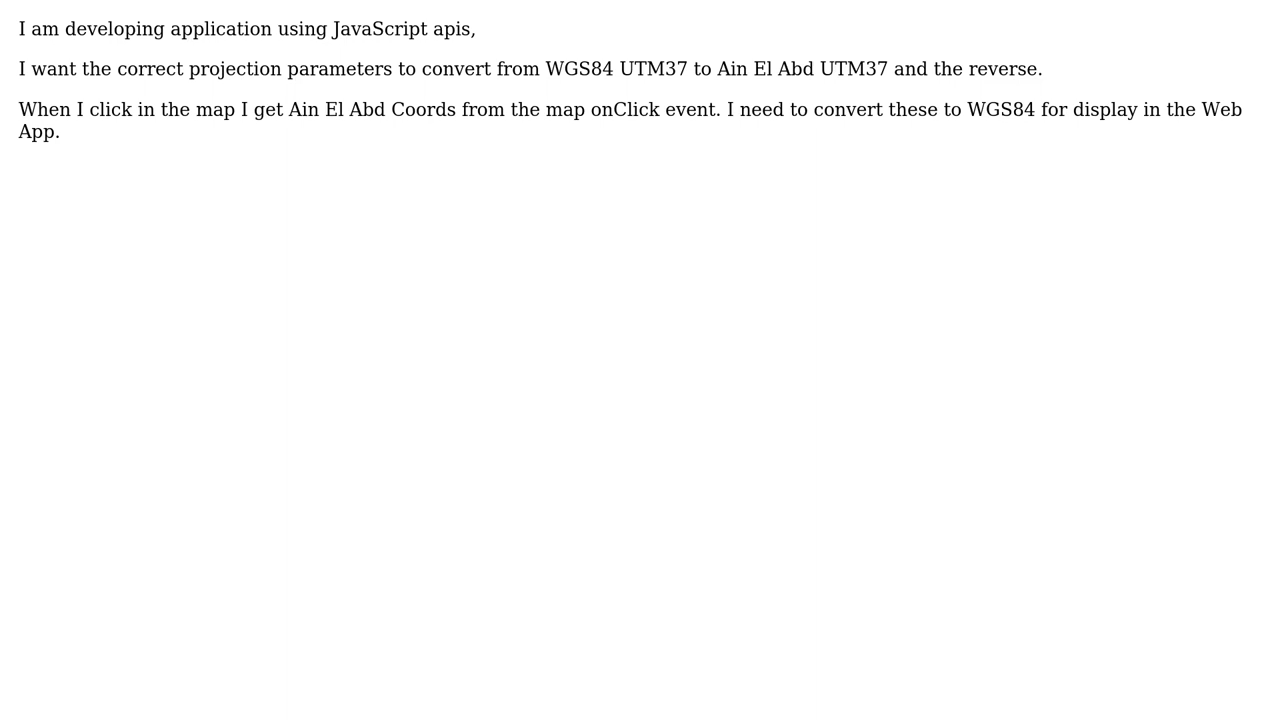 I am developing application using JavaScript apis,
I want the correct projection parameters to convert from WGS84 UTM37 to Ain El Abd UTM37 and the reverse.
When I click in the map I get Ain El Abd Coords from the map onClick event. I need to convert these to WGS84 for display in the Web
App.